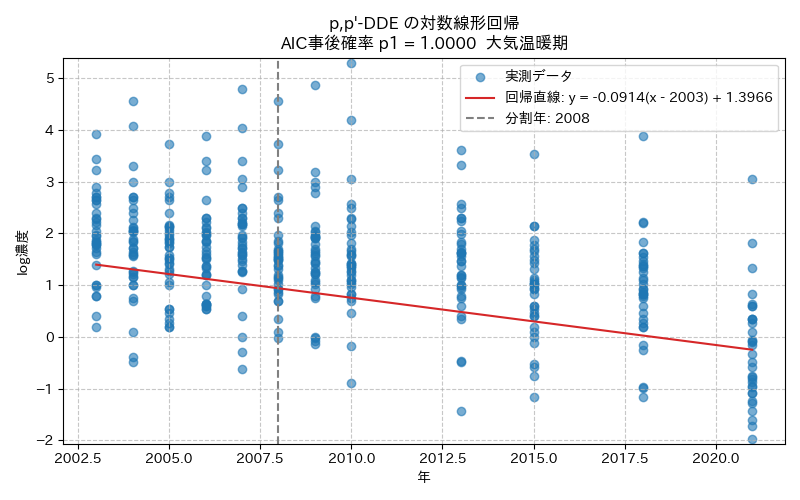 p,p'-DDE の対数線形回帰
AIC事後確率 p1 = 1.0000  大気温暖期
実測データ
回帰直線: y = -0.0914(x - 2003) + 1.3966
分割年: 2008
log濃度
5
4
3
2
1
0
−1
−2
2002.5
2005.0
2007.5
2010.0
2012.5
2015.0
2017.5
2020.0
年